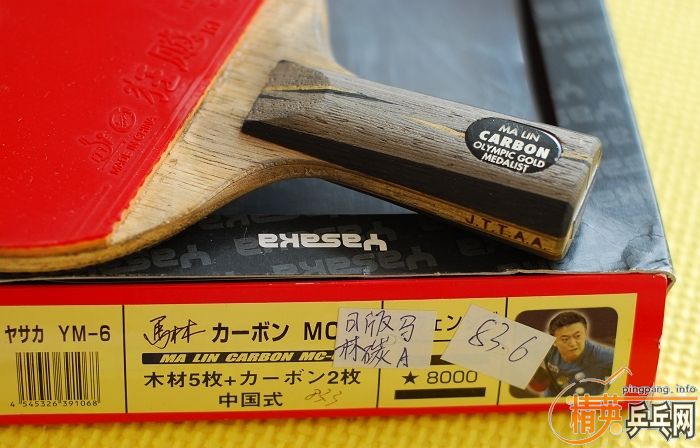 狂飚
MADE IN CHINA
MA LIN
CARBON
OLYMPIC GOLD
MEDALIST
J.T.T.A.A
Yasaka
ヤサカ YM-6
馬林 カーボン MC
MA LIN CARBON MC-
木材5枚+カーボン2枚
中国式
4545326391068
日版马
林碳A
ェン
83.6
★ 8000
pingpang.info
精英乒乓网